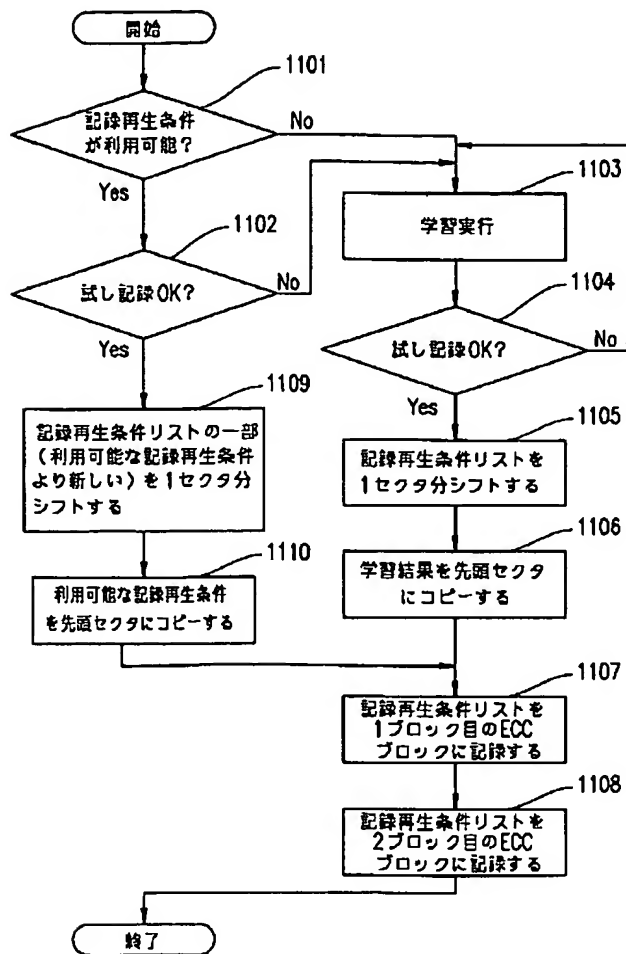 開始
1101
記録再生条件
が利用可能?
No
Yes
1103
学習実行
1102
試し記録OK?
No
Yes
1104
試し記録OK?
No
Yes
1109
記録再生条件リストの一部
(利用可能な記録再生条件
より新しい)を1セクタ分
シフトする
1105
記録再生条件リストを
1セクタ分シフトする
1110
利用可能な記録再生条件
を先頭セクタにコピーする
1106
学習結果を先頭セクタ
にコピーする
1107
記録再生条件リストを
1ブロック目のECC
ブロックに記録する
1108
記録再生条件リストを
2ブロック目のECC
ブロックに記録する
終了